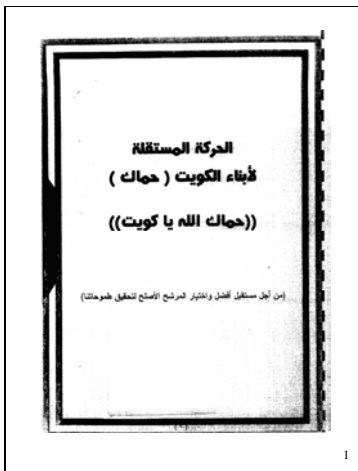 الحركة المستقلة
لأبناء الكويت ( حماك )
((حماك الله يا كويت))
(من أجل مستقبل أفضل واختيار المرشح الأصلح لتحقيق طموحاتنا)
1